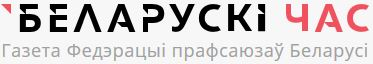 БЕЛАРУСКІ ЧАС
Газета Федэрацыі прафсаюзаў Беларусі